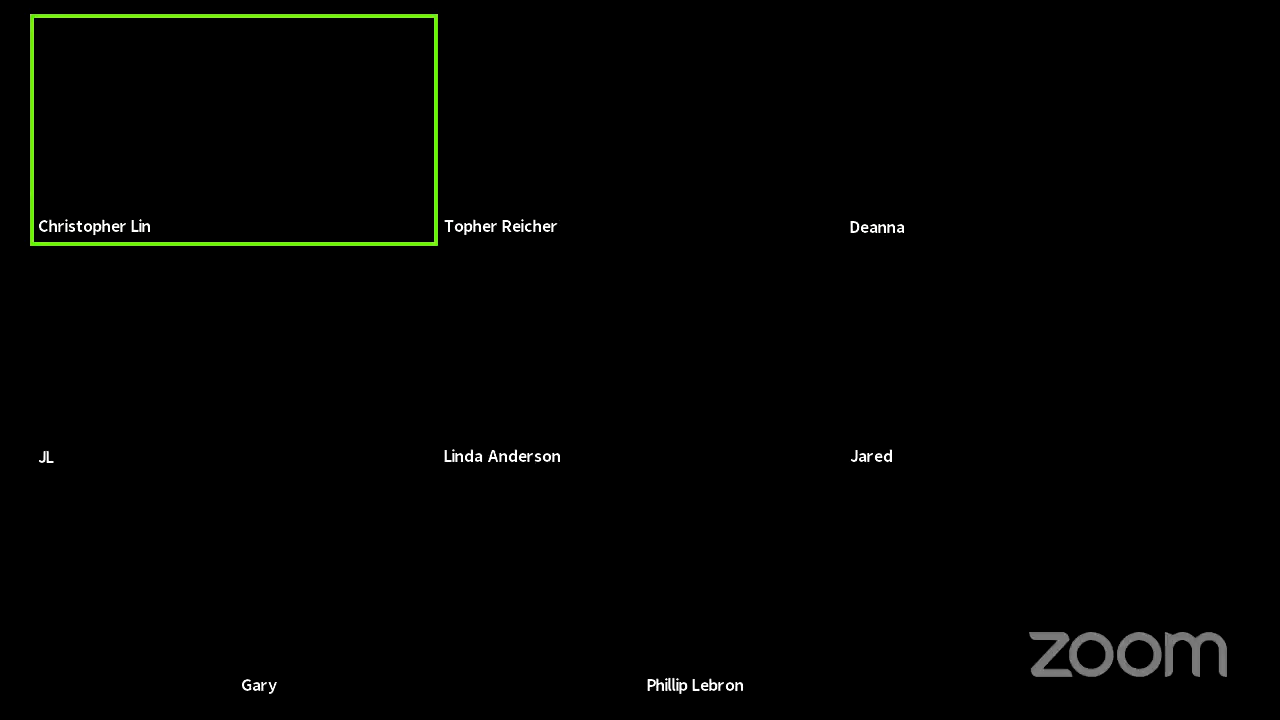 Christopher Lin
Topher Reicher
Deanna
JL
Linda Anderson
Jared
Gary
Phillip Lebron
zoom